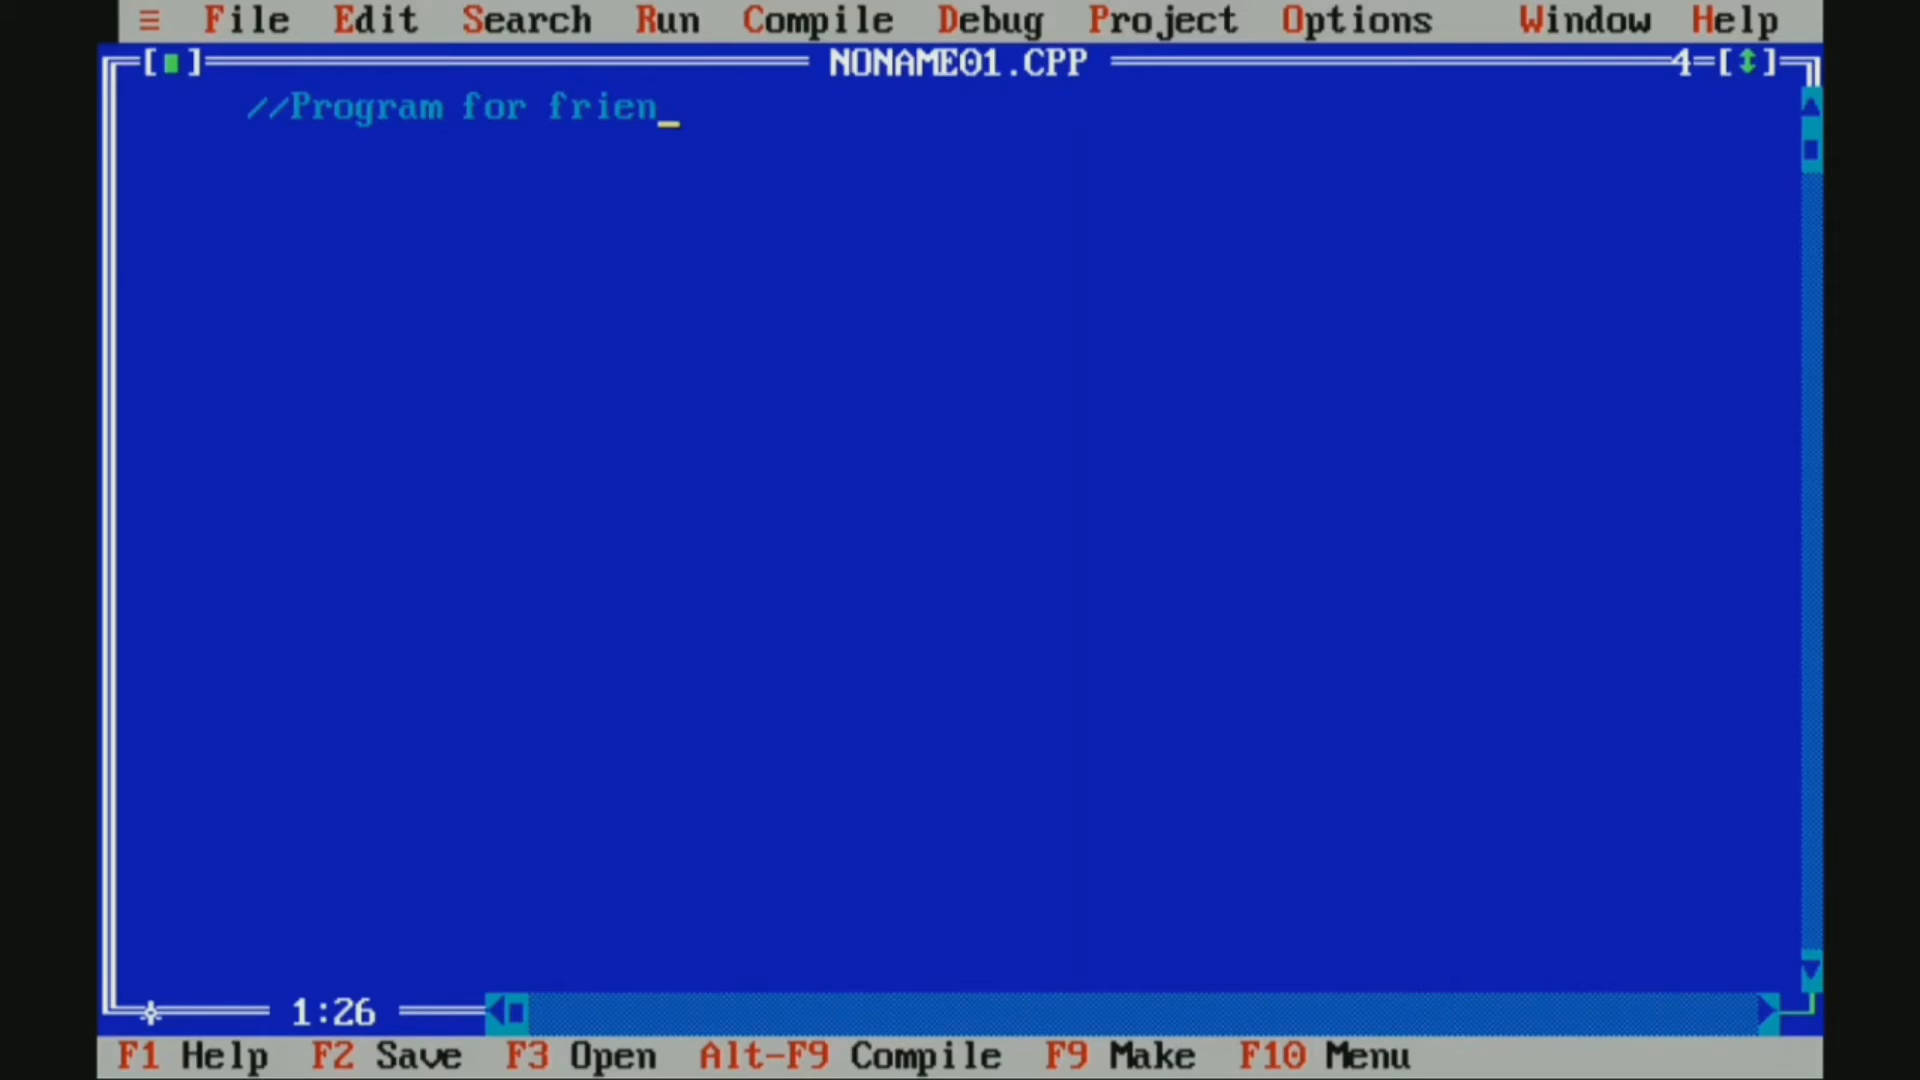 ≡ File Edit Search Run Compile Debug Project Options Window Help
[■] NONAME01.CPP 4=[↕]
//Program for frien_
1:26
F1 Help F2 Save F3 Open Alt-F9 Compile F9 Make F10 Menu